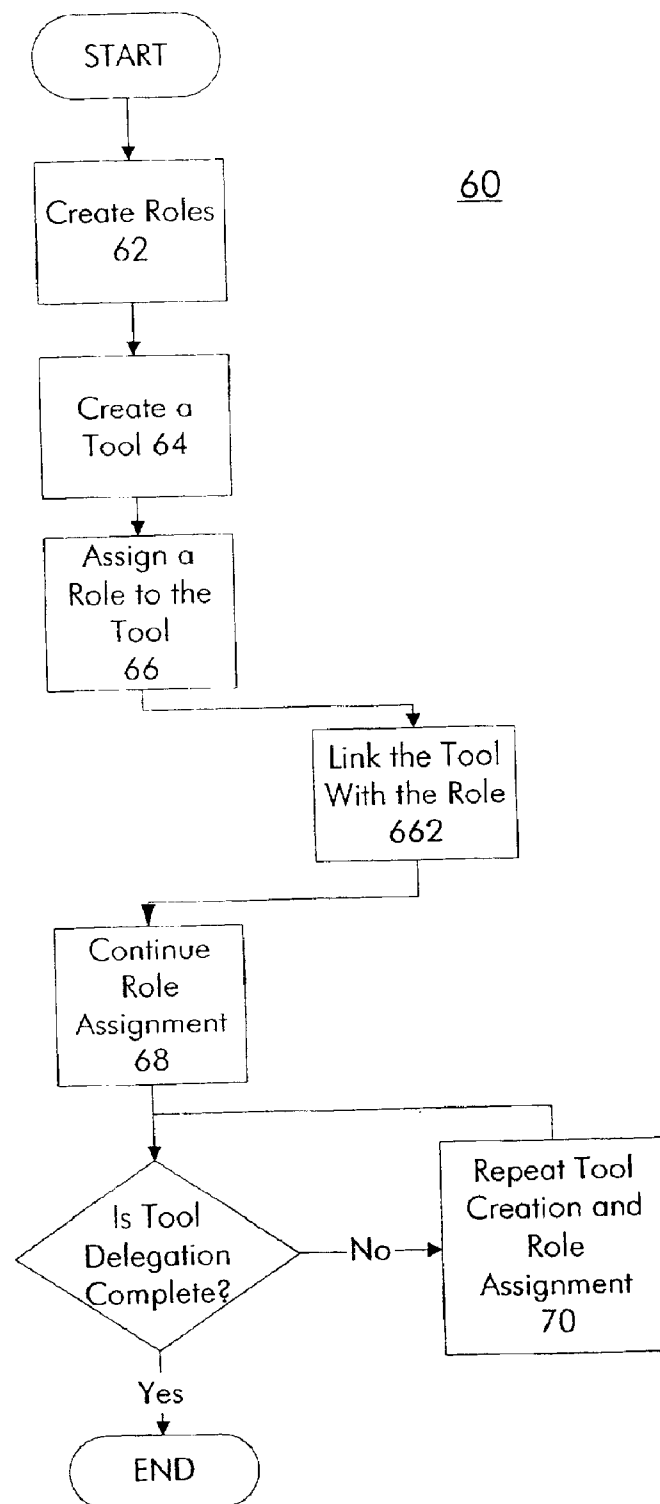 START
60
Create Roles
62
Create a
Tool 64
Assign a
Role to the
Tool
66
Link the Tool
With the Role
662
Continue
Role
Assignment
68
Is Tool
Delegation
Complete?
No
Repeat Tool
Creation and
Role
Assignment
70
Yes
END